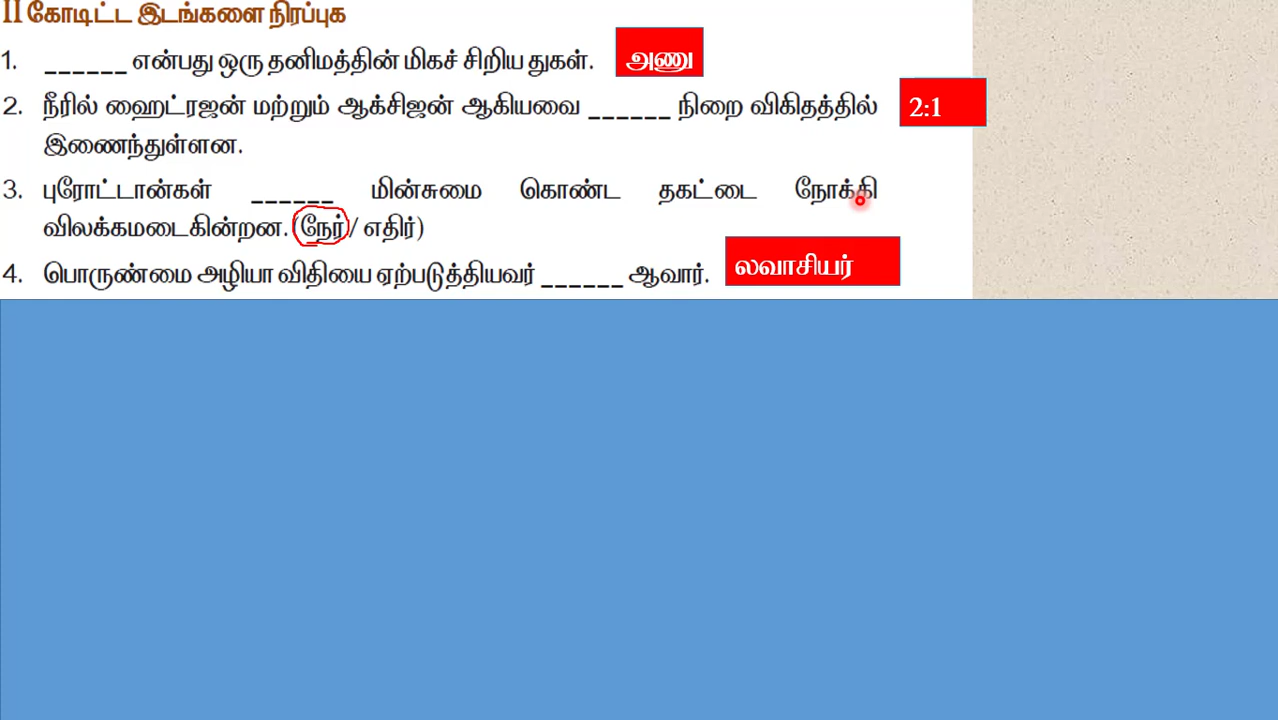 II கோடிட்ட இடங்களை நிரப்புக
1. ______ என்பது ஒரு தனிமத்தின் மிகச் சிறிய துகள். அணு
2. நீரில் ஹைட்ரஜன் மற்றும் ஆக்சிஜன் ஆகியவை ______ நிறை விகிதத்தில் 2:1
இணைந்துள்ளன.
3. புரோட்டான்கள் ______ மின்சுமை கொண்ட தகட்டை நோக்கி
விலக்கமடைகின்றன. (நேர் / எதிர்)
4. பொருண்மை அழியா விதியை ஏற்படுத்தியவர் ______ ஆவார். லவாசியர்